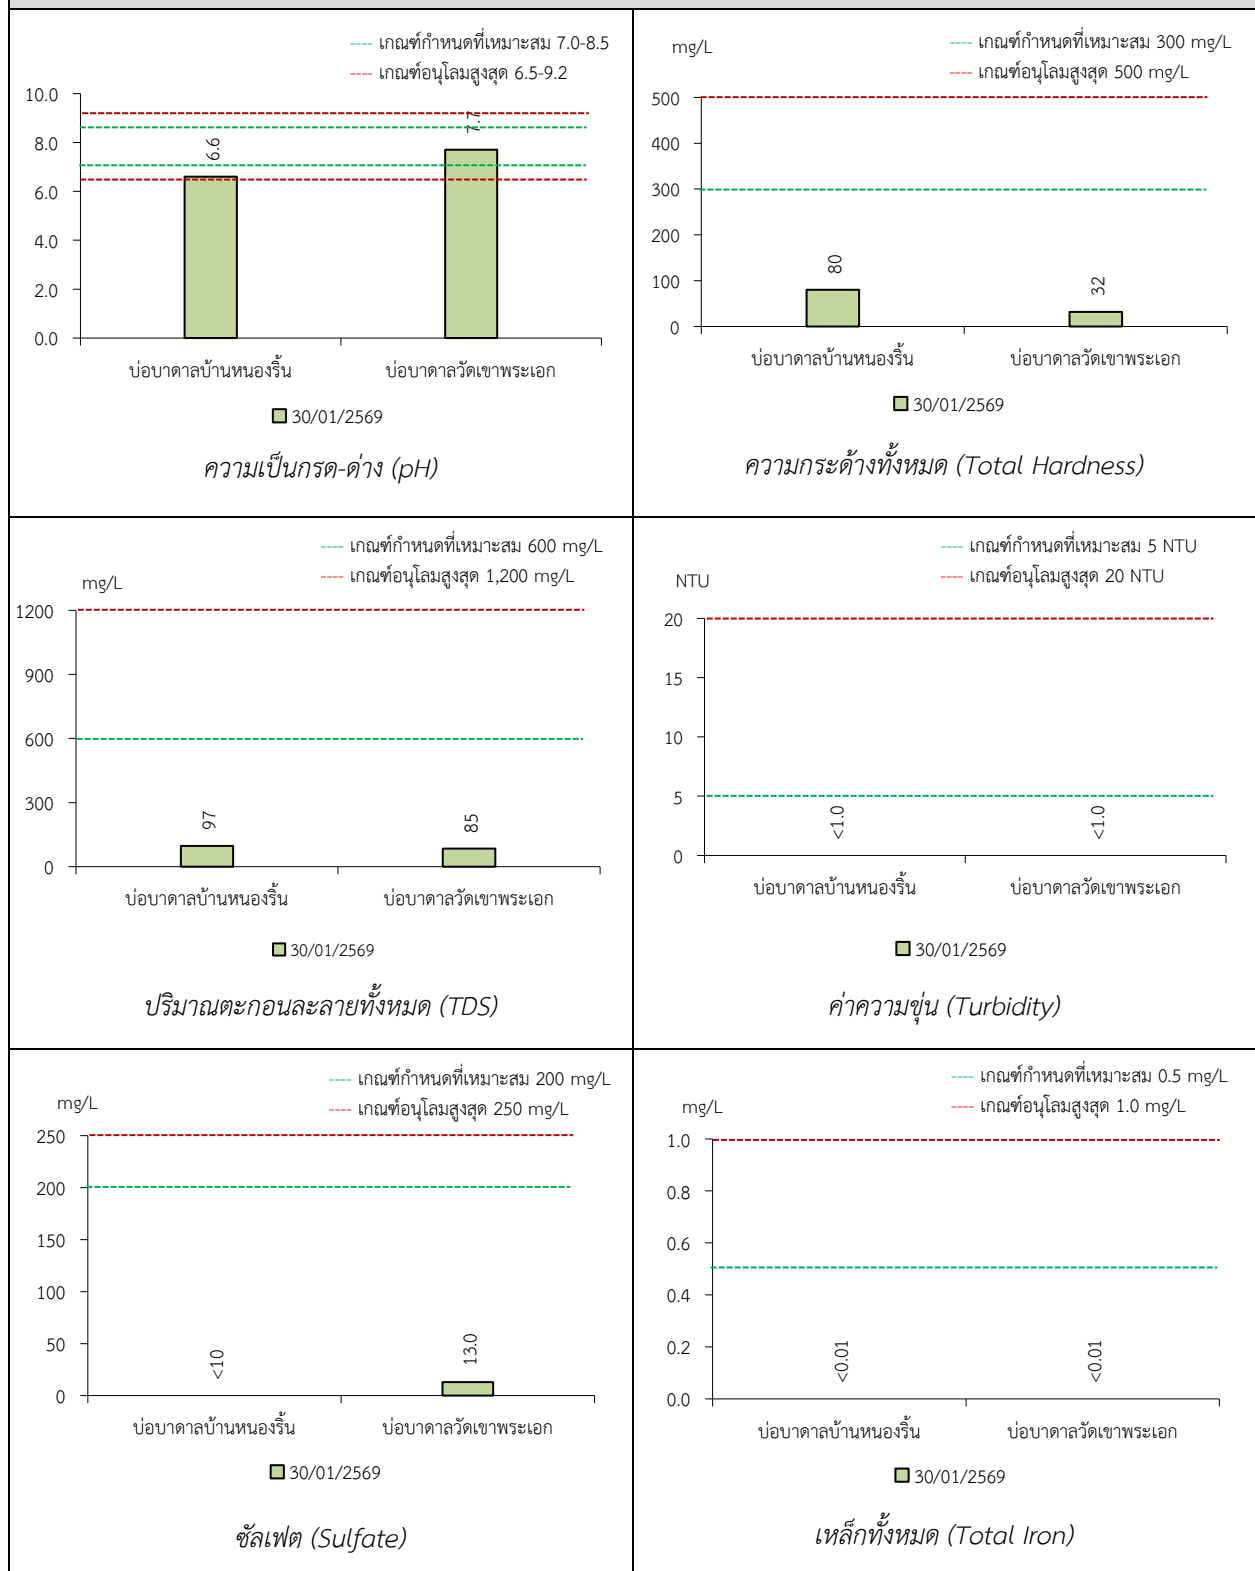 ---- เกณฑ์กำหนดที่เหมาะสม 7.0-8.5
---- เกณฑ์อนุโลมสูงสุด 6.5-9.2
10.0
8.0
6.0
4.0
2.0
0.0
6.6
7.7
บ่อบาดาลบ้านหนองริ้น
บ่อบาดาลวัดเขาพระเอก
30/01/2569
ความเป็นกรด-ด่าง (pH)
mg/L
---- เกณฑ์กำหนดที่เหมาะสม 300 mg/L
---- เกณฑ์อนุโลมสูงสุด 500 mg/L
500
400
300
200
100
0
80
32
บ่อบาดาลบ้านหนองริ้น
บ่อบาดาลวัดเขาพระเอก
30/01/2569
ความกระด้างทั้งหมด (Total Hardness)
---- เกณฑ์กำหนดที่เหมาะสม 600 mg/L
---- เกณฑ์อนุโลมสูงสุด 1,200 mg/L
mg/L
1200
900
600
300
0
97
85
บ่อบาดาลบ้านหนองริ้น
บ่อบาดาลวัดเขาพระเอก
30/01/2569
ปริมาณตะกอนละลายทั้งหมด (TDS)
---- เกณฑ์กำหนดที่เหมาะสม 5 NTU
---- เกณฑ์อนุโลมสูงสุด 20 NTU
NTU
20
15
10
5
0
<1.0
<1.0
บ่อบาดาลบ้านหนองริ้น
บ่อบาดาลวัดเขาพระเอก
30/01/2569
ค่าความขุ่น (Turbidity)
---- เกณฑ์กำหนดที่เหมาะสม 200 mg/L
---- เกณฑ์อนุโลมสูงสุด 250 mg/L
mg/L
250
200
150
100
50
0
<10
13.0
บ่อบาดาลบ้านหนองริ้น
บ่อบาดาลวัดเขาพระเอก
30/01/2569
ซัลเฟต (Sulfate)
---- เกณฑ์กำหนดที่เหมาะสม 0.5 mg/L
---- เกณฑ์อนุโลมสูงสุด 1.0 mg/L
mg/L
1.0
0.8
0.6
0.4
0.2
0.0
<0.01
<0.01
บ่อบาดาลบ้านหนองริ้น
บ่อบาดาลวัดเขาพระเอก
30/01/2569
เหล็กทั้งหมด (Total Iron)